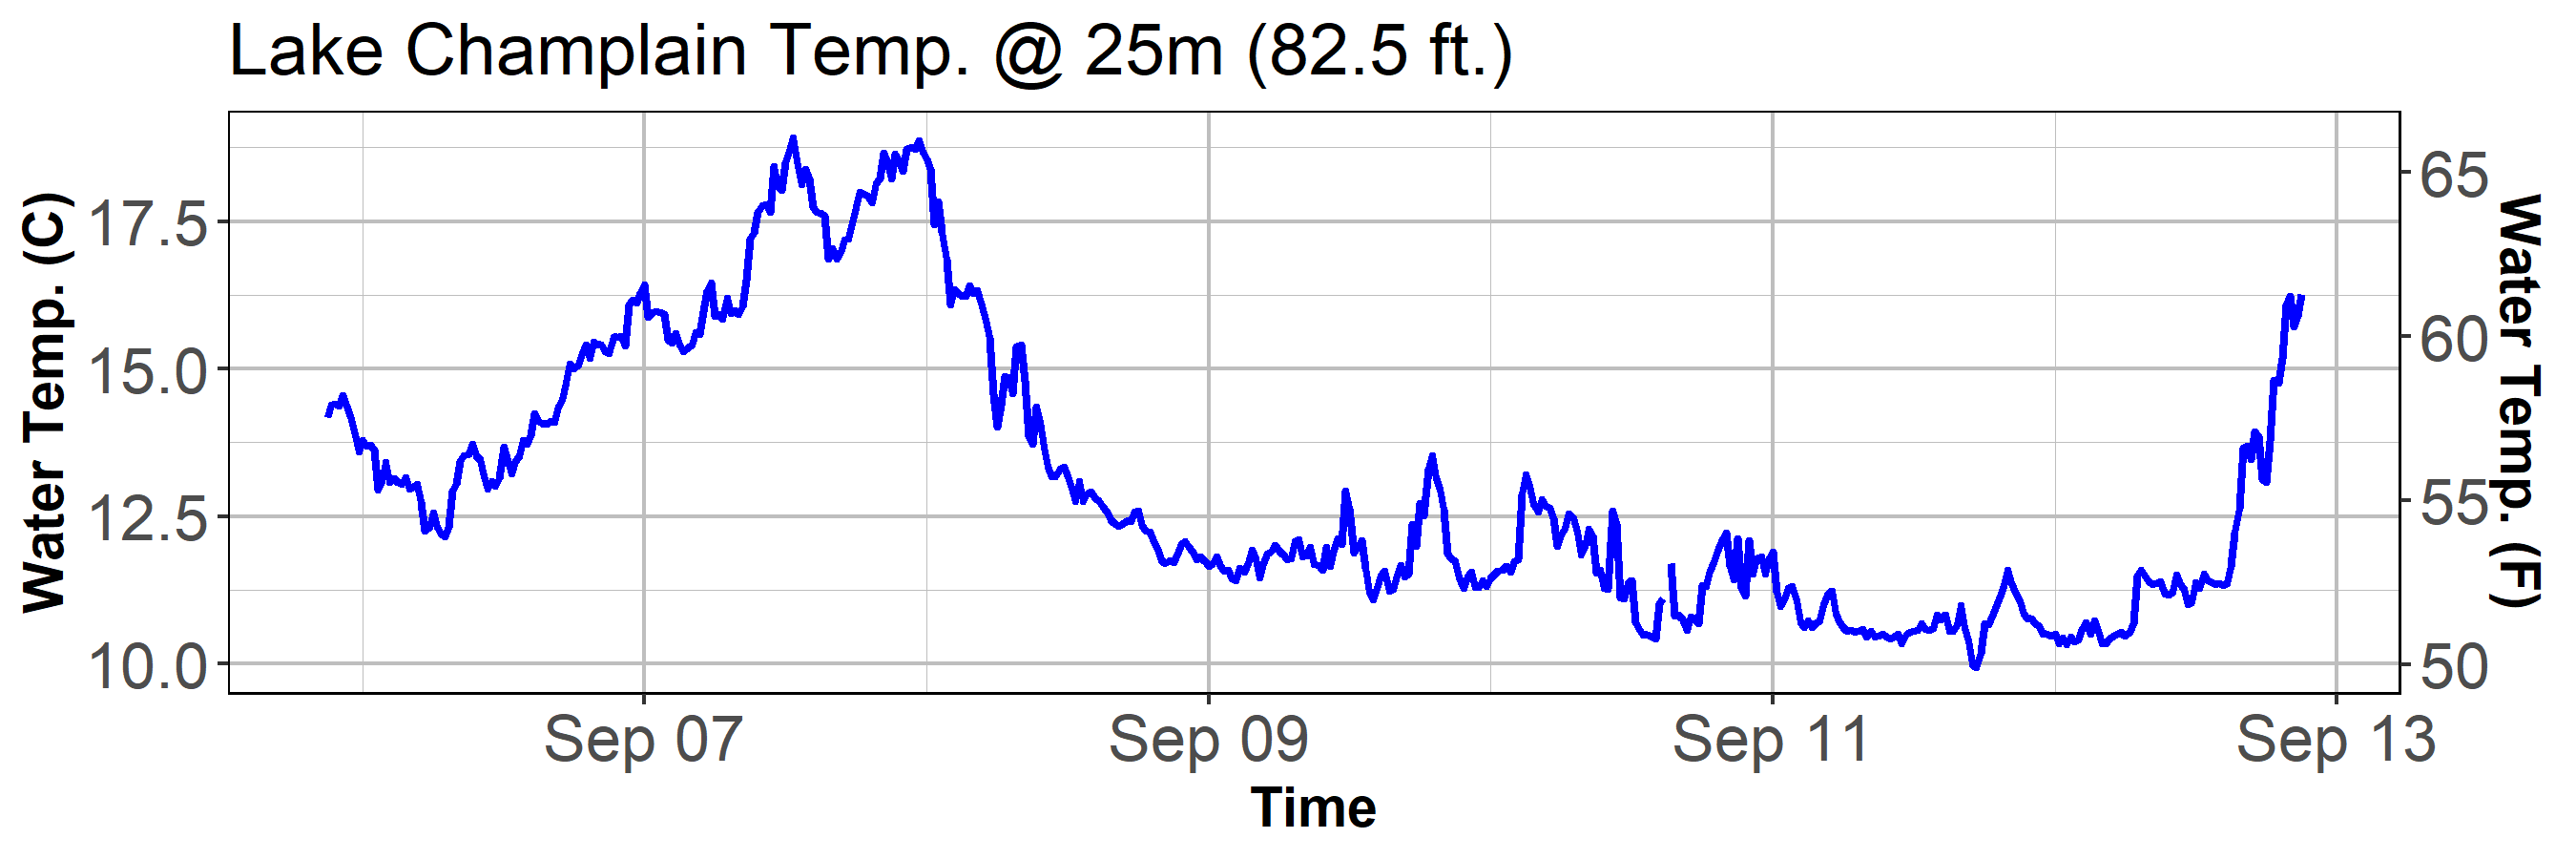 Lake Champlain Temp. @ 25m (82.5 ft.)
Water Temp. (C)
17.5
15.0
12.5
10.0
65
60
55
50
Water Temp. (F)
Sep 07
Sep 09
Sep 11
Sep 13
Time